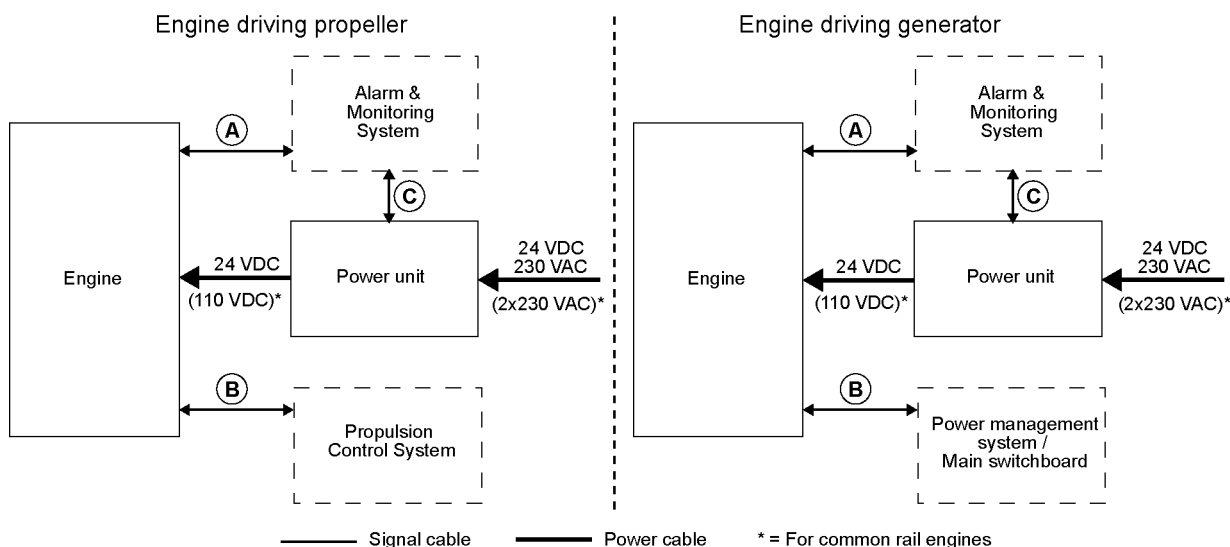 Engine driving propeller
Alarm &
Monitoring
System
A
C
Engine
24 VDC
(110 VDC)*
Power unit
24 VDC
230 VAC
(2x230 VAC)*
B
Propulsion
Control System
Engine driving generator
Alarm &
Monitoring
System
A
C
Engine
24 VDC
(110 VDC)*
Power unit
24 VDC
230 VAC
(2x230 VAC)*
B
Power management
system /
Main switchboard
Signal cable
Power cable
* = For common rail engines